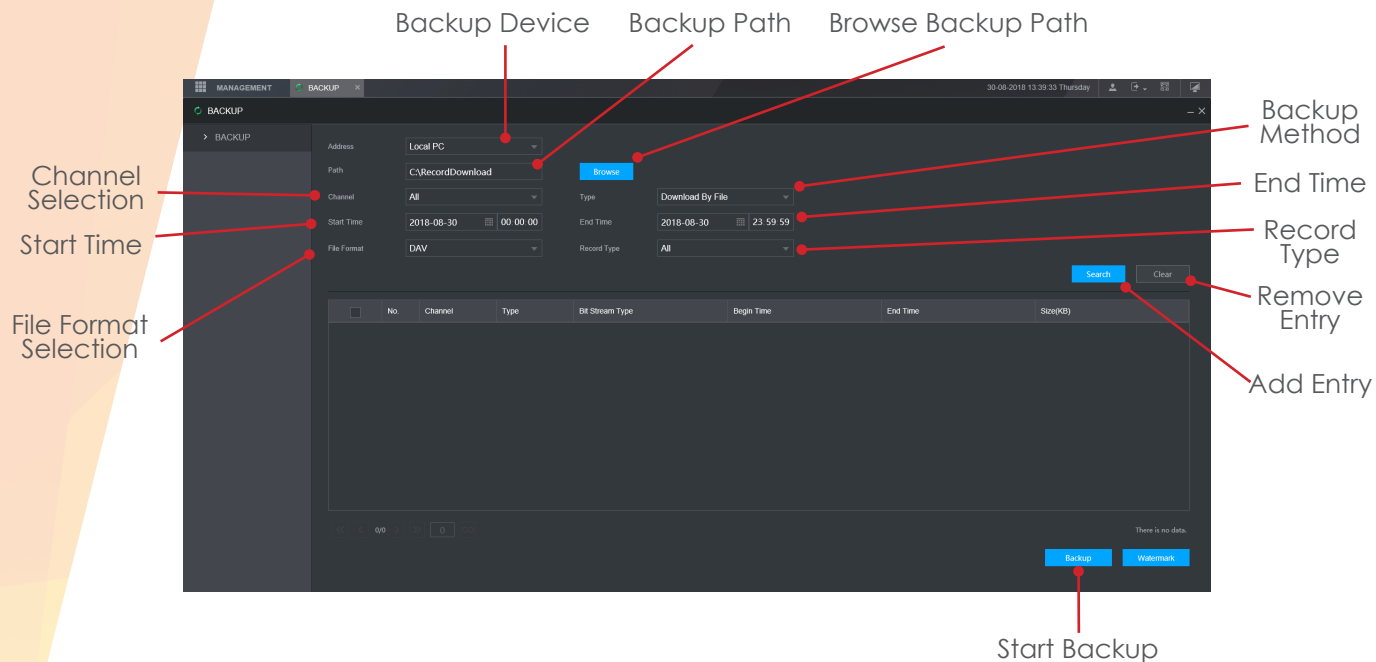 Backup Device Backup Path Browse Backup Path
MANAGEMENT BACKUP × 30-08-2018 13:39:33 Thursday
BACKUP
> BACKUP
Backup
Method
Address Local PC
Channel
Selection
Path C:\RecordDownload Browse
End Time
Channel All Type Download By File
Start Time
Start Time 2018-08-30 00:00:00 End Time 2018-08-30 23:59:59
Record
Type
File Format DAV Record Type All
Search Clear
Remove
Entry
File Format
Selection
No. Channel Type Bit Stream Type Begin Time End Time Size(KB)
Add Entry
0/0 0 There is no data.
Backup Watermark
Start Backup